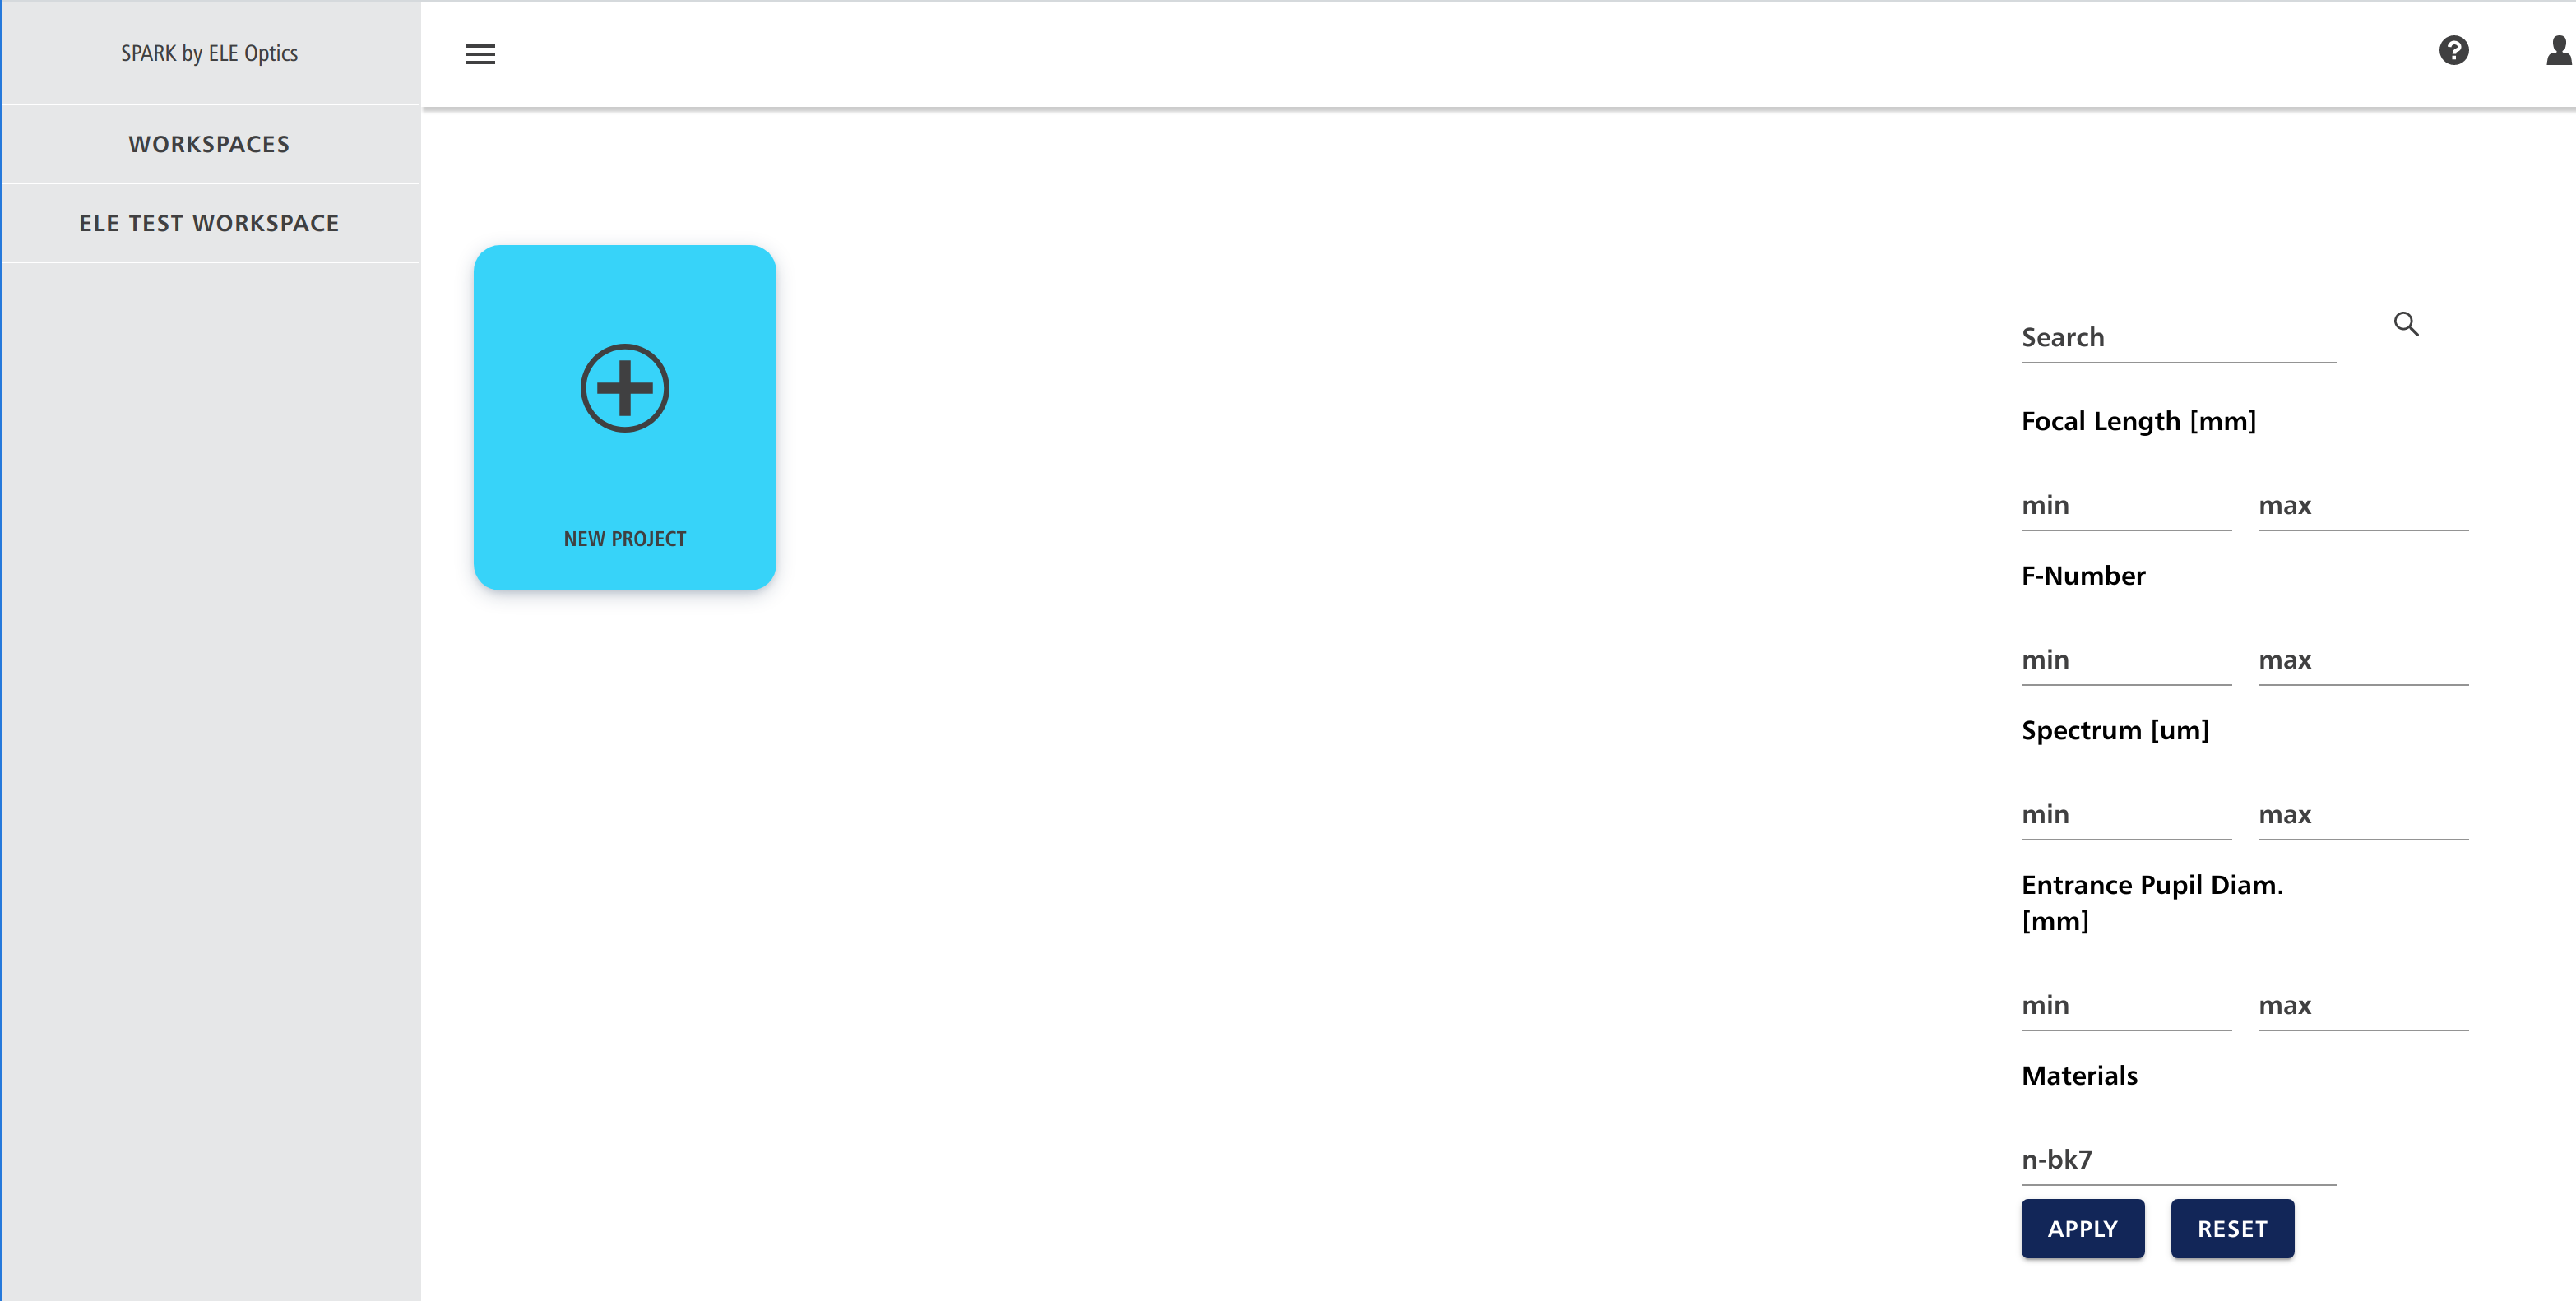 SPARK by ELE Optics
WORKSPACES
ELE TEST WORKSPACE
NEW PROJECT
Search
Focal Length [mm]
min max
F-Number
min max
Spectrum [um]
min max
Entrance Pupil Diam.
[mm]
min max
Materials
n-bk7
APPLY RESET